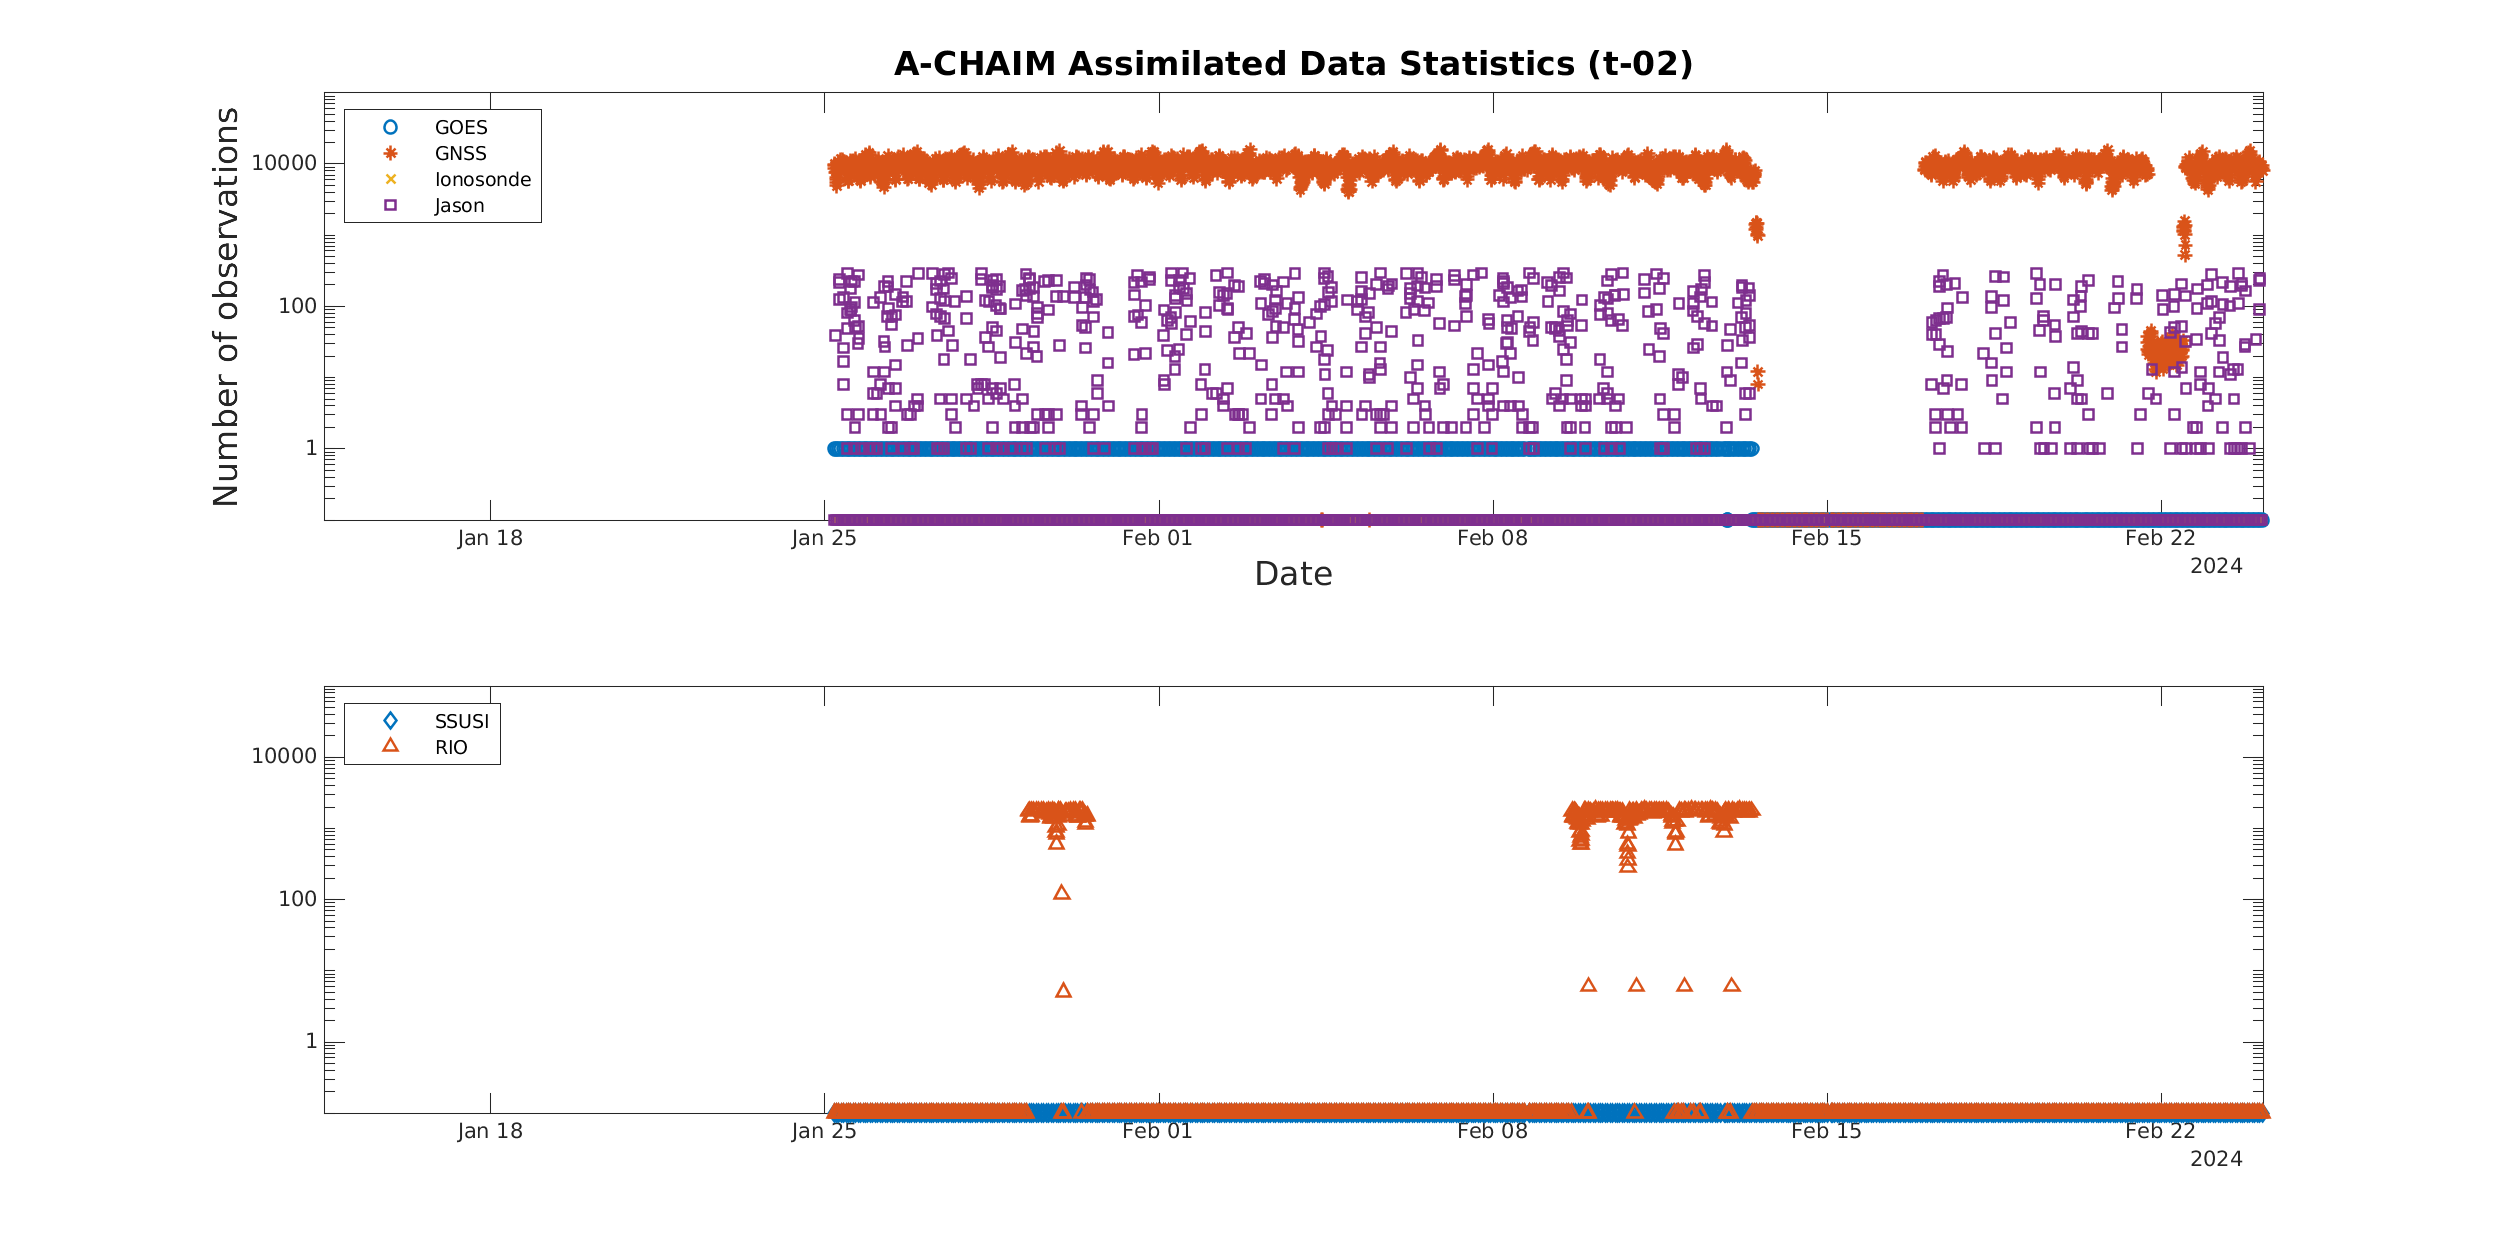 A-CHAIM Assimilated Data Statistics (t-02)
Number of observations
10000
100
1
GOES
GNSS
Ionosonde
Jason
Jan 18
Jan 25
Feb 01
Feb 08
Feb 15
Feb 22
2024
Date
10000
100
1
SSUSI
RIO
Jan 18
Jan 25
Feb 01
Feb 08
Feb 15
Feb 22
2024